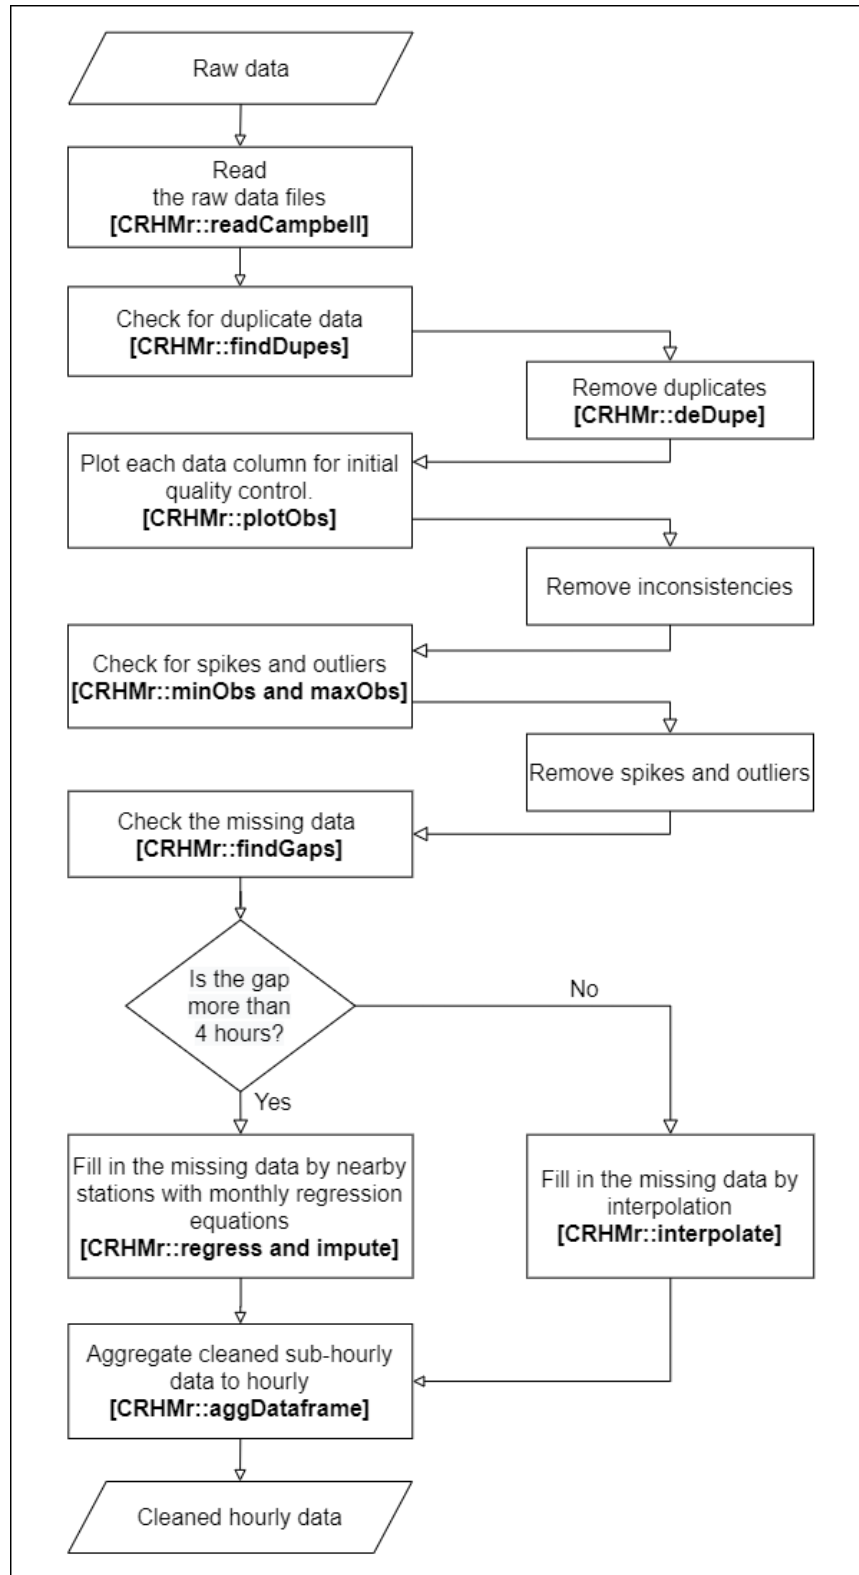 Raw data
Read
the raw data files
[CRHMr::readCampbell]
Check for duplicate data
[CRHMr::findDupes]
Remove duplicates
[CRHMr::deDupe]
Plot each data column for initial
quality control.
[CRHMr::plotObs]
Remove inconsistencies
Check for spikes and outliers
[CRHMr::minObs and maxObs]
Remove spikes and outliers
Check the missing data
[CRHMr::findGaps]
Is the gap
more than
4 hours?
No
Yes
Fill in the missing data by nearby
stations with monthly regression
equations
[CRHMr::regress and impute]
Fill in the missing data by
interpolation
[CRHMr::interpolate]
Aggregate cleaned sub-hourly
data to hourly
[CRHMr::aggDataframe]
Cleaned hourly data